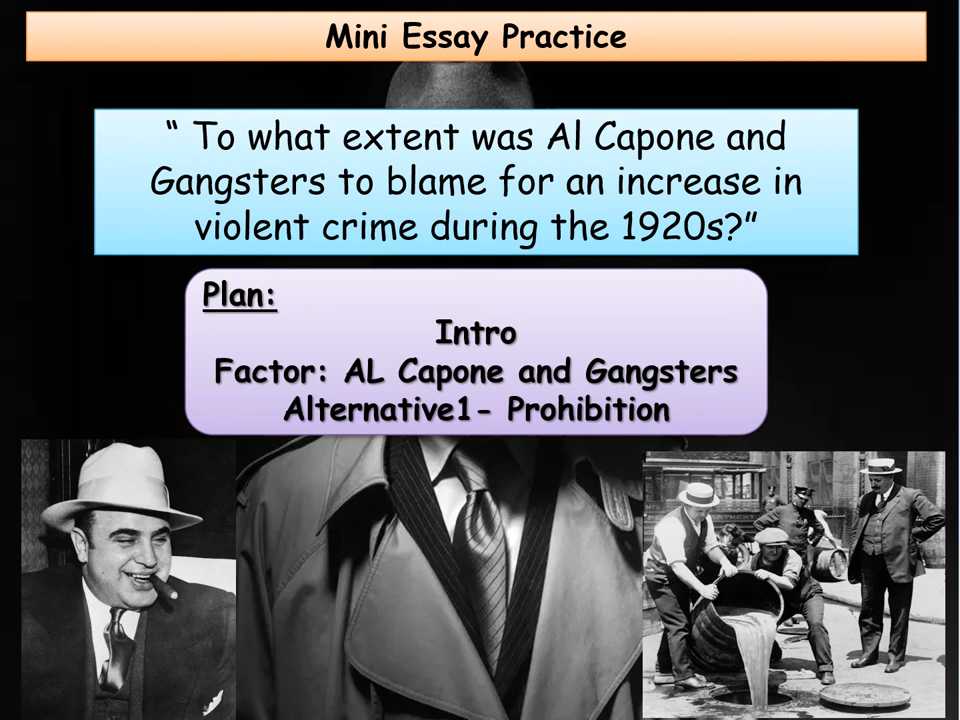 Mini Essay Practice
“ To what extent was Al Capone and
Gangsters to blame for an increase in
violent crime during the 1920s?”
Plan:
Intro
Factor: AL Capone and Gangsters
Alternative1- Prohibition